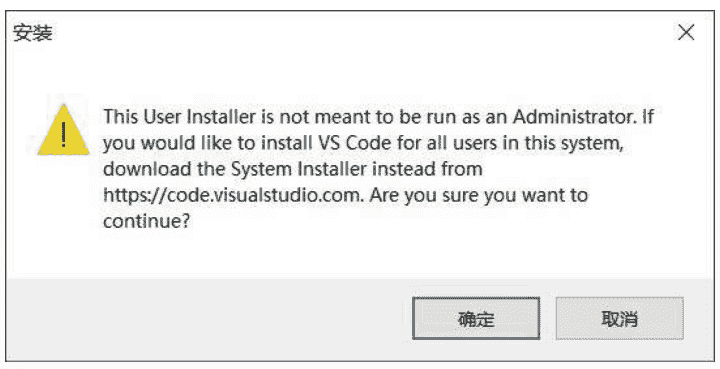 安装
This User Installer is not meant to be run as an Administrator. If
you would like to install VS Code for all users in this system,
download the System Installer instead from
https://code.visualstudio.com. Are you sure you want to
continue?
确定
取消